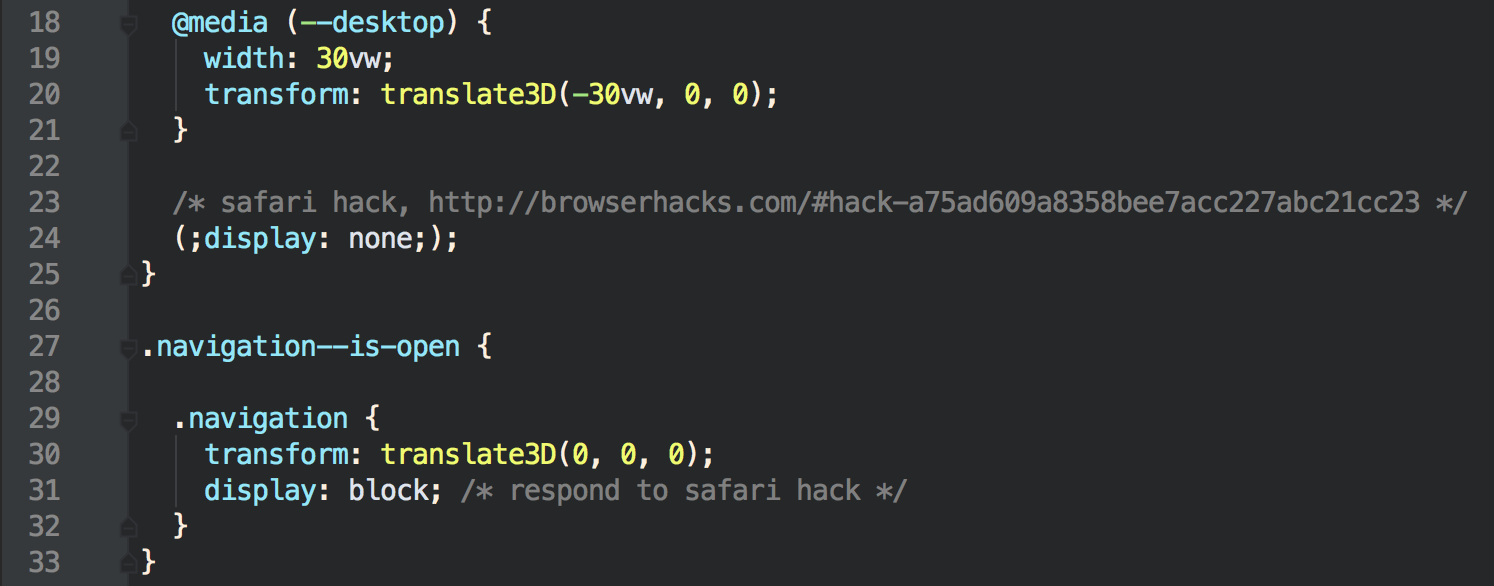 18 @media (--desktop) {
19 width: 30vw;
20 transform: translate3D(-30vw, 0, 0);
21 }
22
23 /* safari hack, http://browserhacks.com/#hack-a75ad609a8358bee7acc227abc21cc23 */
24 (;display: none;);
25 }
26
27 .navigation--is-open {
28
29 .navigation {
30 transform: translate3D(0, 0, 0);
31 display: block; /* respond to safari hack */
32 }
33 }